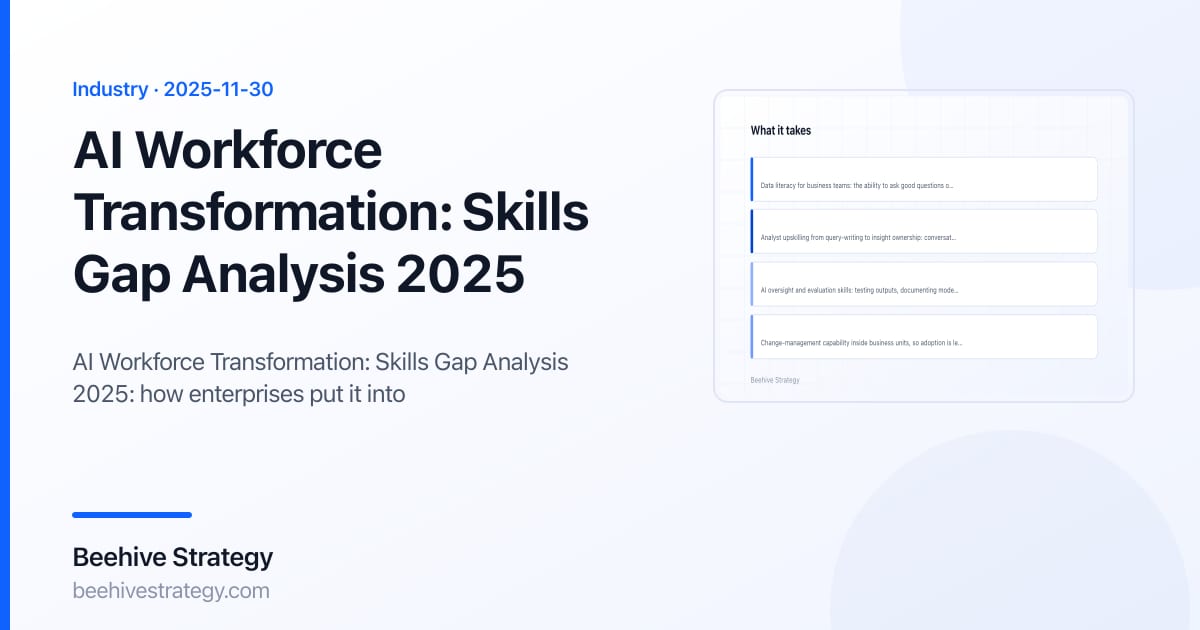 Industry · 2025-11-30
AI Workforce
Transformation: Skills
Gap Analysis 2025
AI Workforce Transformation: Skills Gap Analysis
2025: how enterprises put it into
Beehive Strategy
beehivestrategy.com
What it takes
Data literacy for business teams: the ability to ask good questions o...
Analyst upskilling from query-writing to insight ownership: conversat...
AI oversight and evaluation skills: testing outputs, documenting mode...
Change-management capability inside business units, so adoption is le...
Beehive Strategy